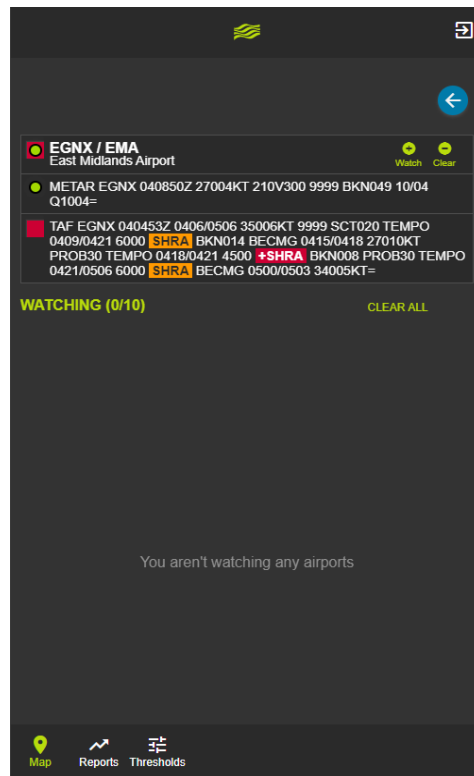 EGNX / EMA
East Midlands Airport
Watch Clear
METAR EGNX 040850Z 27004KT 210V300 9999 BKN049 10/04
Q1004=
TAF EGNX 040453Z 0406/0506 35006KT 9999 SCT020 TEMPO
0409/0421 6000 SHRA BKN014 BECMG 0415/0418 27010KT
PROB30 TEMPO 0418/0421 4500 +SHRA BKN008 PROB30 TEMPO
0421/0506 6000 SHRA BECMG 0500/0503 34005KT=
WATCHING (0/10) CLEAR ALL
You aren't watching any airports
Map Reports Thresholds